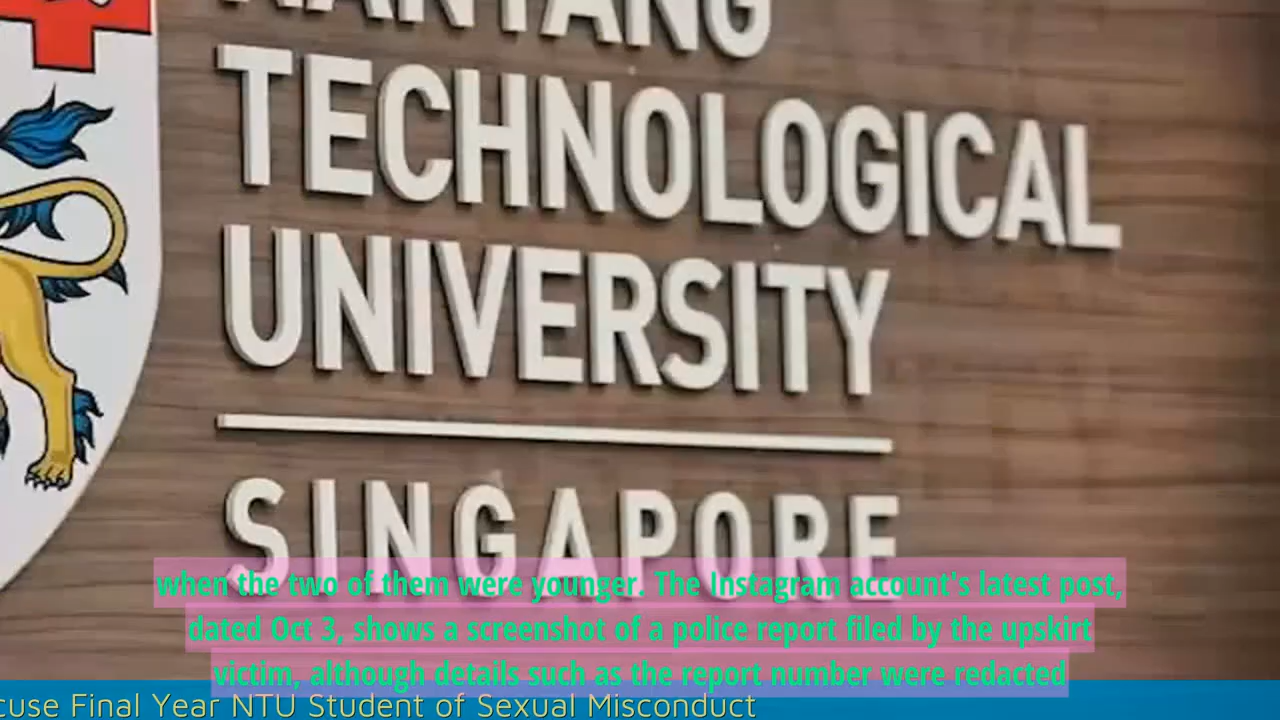 NANYANG
TECHNOLOGICAL
UNIVERSITY
SINGAPORE
when the two of them were younger. The Instagram account's latest post,
dated Oct 3, shows a screenshot of a police report filed by the upskirt
victim, although details such as the report number were redacted
Final Year NTU Student of Sexual Misconduct